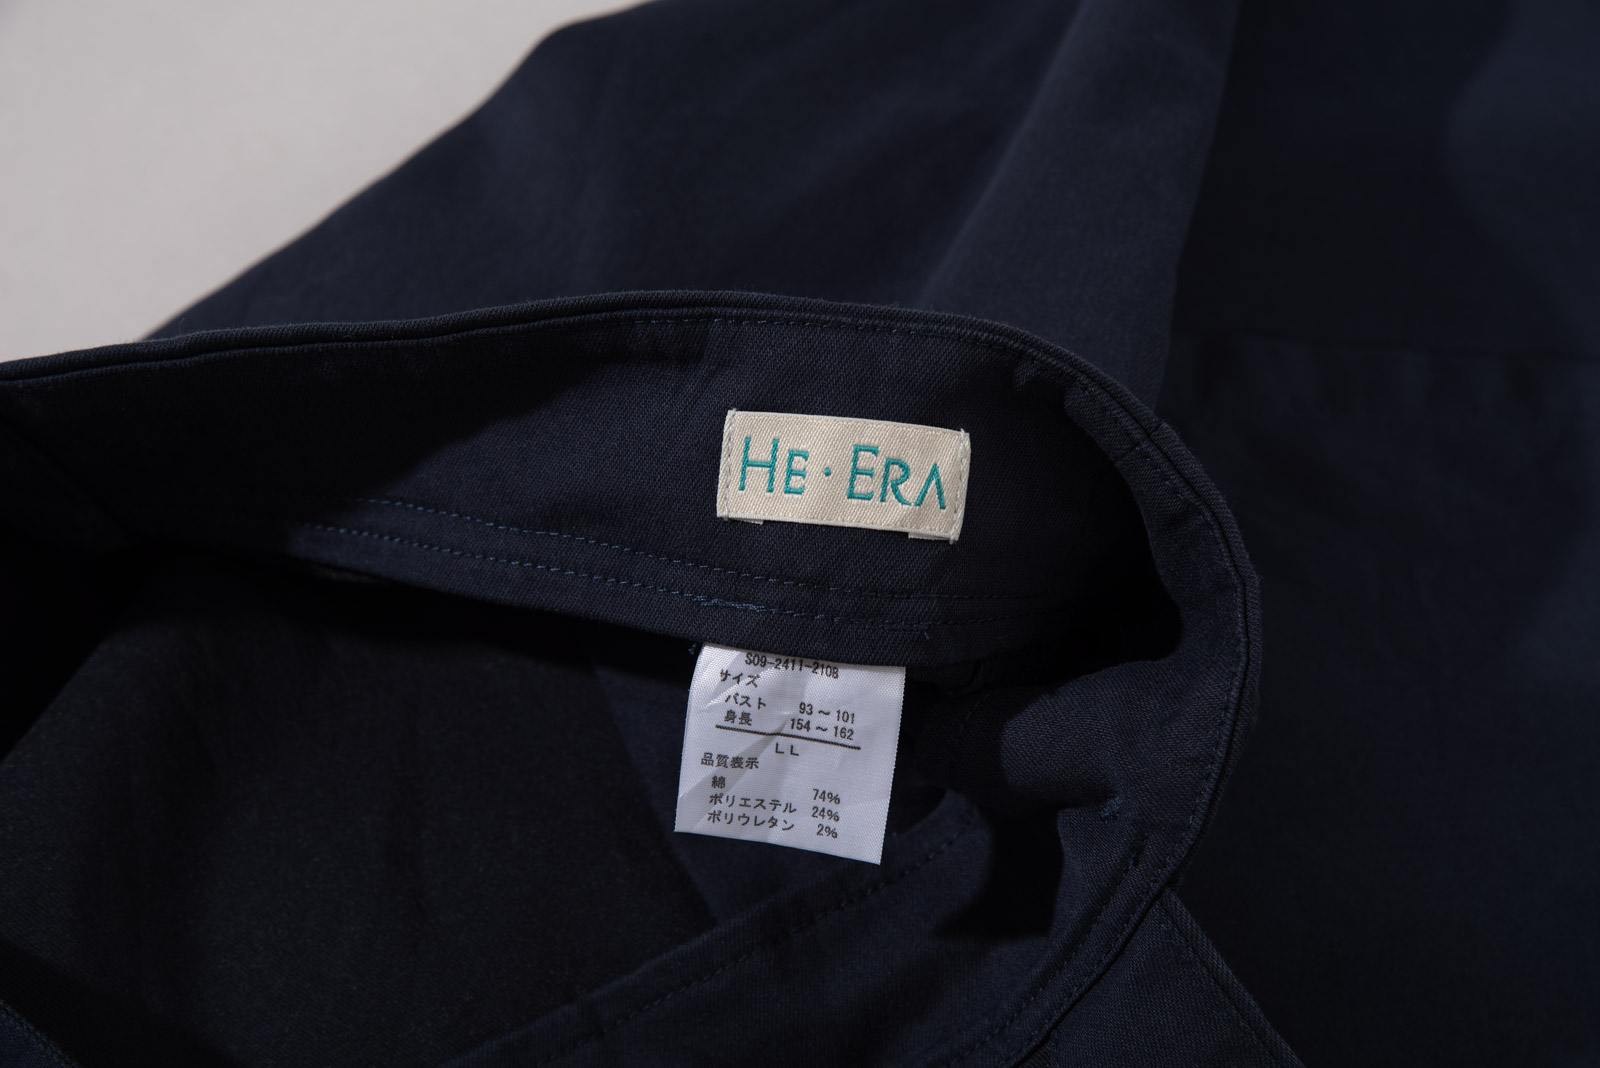 HE・ERA
S09-2411-2108
サイズ
バスト 93～101
身長 154～162
LL
品質表示
綿 74%
ポリエステル 24%
ポリウレタン 2%